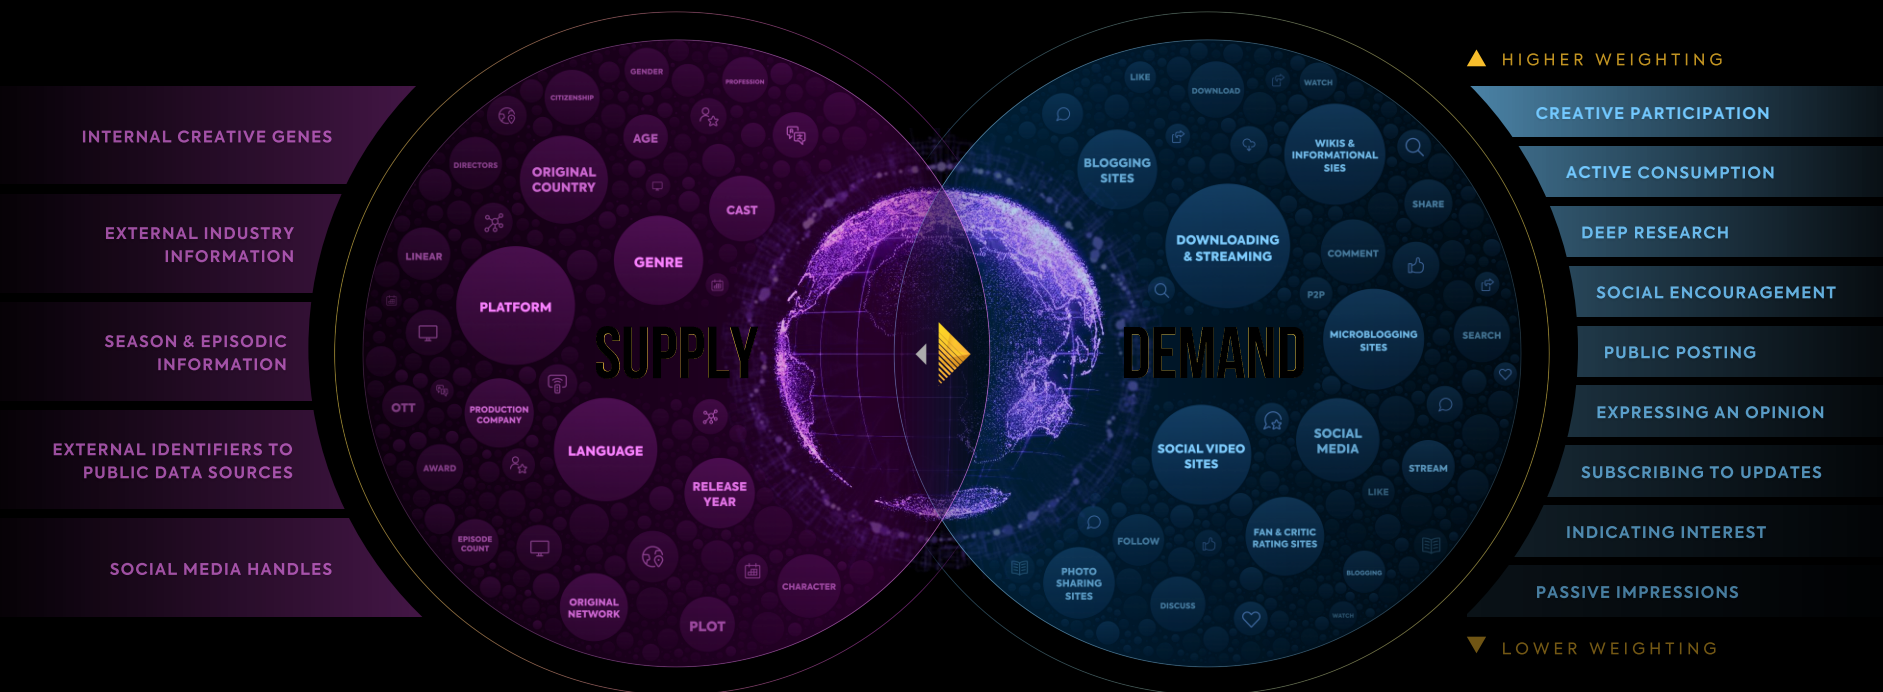 INTERNAL CREATIVE GENES
EXTERNAL INDUSTRY
INFORMATION
SEASON & EPISODIC
INFORMATION
EXTERNAL IDENTIFIERS TO
PUBLIC DATA SOURCES
SOCIAL MEDIA HANDLES
GENDER
PROFESSION
CITIZENSHIP
AGE
DIRECTORS
ORIGINAL
COUNTRY
CAST
LINEAR
GENRE
PLATFORM
SUPPLY
OTT
PRODUCTION
COMPANY
LANGUAGE
AWARD
RELEASE
YEAR
EPISODE
COUNT
CHARACTER
ORIGINAL
NETWORK
PLOT
LIKE
DOWNLOAD
WATCH
BLOGGING
SITES
WIKIS &
INFORMATIONAL
SIES
SHARE
DOWNLOADING
& STREAMING
COMMENT
P2P
MICROBLOGGING
SITES
SEARCH
DEMAND
SOCIAL VIDEO
SITES
SOCIAL
MEDIA
STREAM
LIKE
FOLLOW
FAN & CRITIC
RATING SITES
PHOTO
SHARING
SITES
BLOGGING
DISCUSS
WATCH
HIGHER WEIGHTING
CREATIVE PARTICIPATION
ACTIVE CONSUMPTION
DEEP RESEARCH
SOCIAL ENCOURAGEMENT
PUBLIC POSTING
EXPRESSING AN OPINION
SUBSCRIBING TO UPDATES
INDICATING INTEREST
PASSIVE IMPRESSIONS
LOWER WEIGHTING